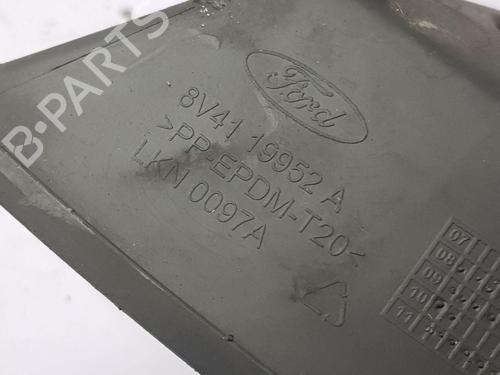 B-PARTS
Ford
8V41 19952 A
>PP-EPDM-T20<
LKN 0097A
07
08
09
10
11